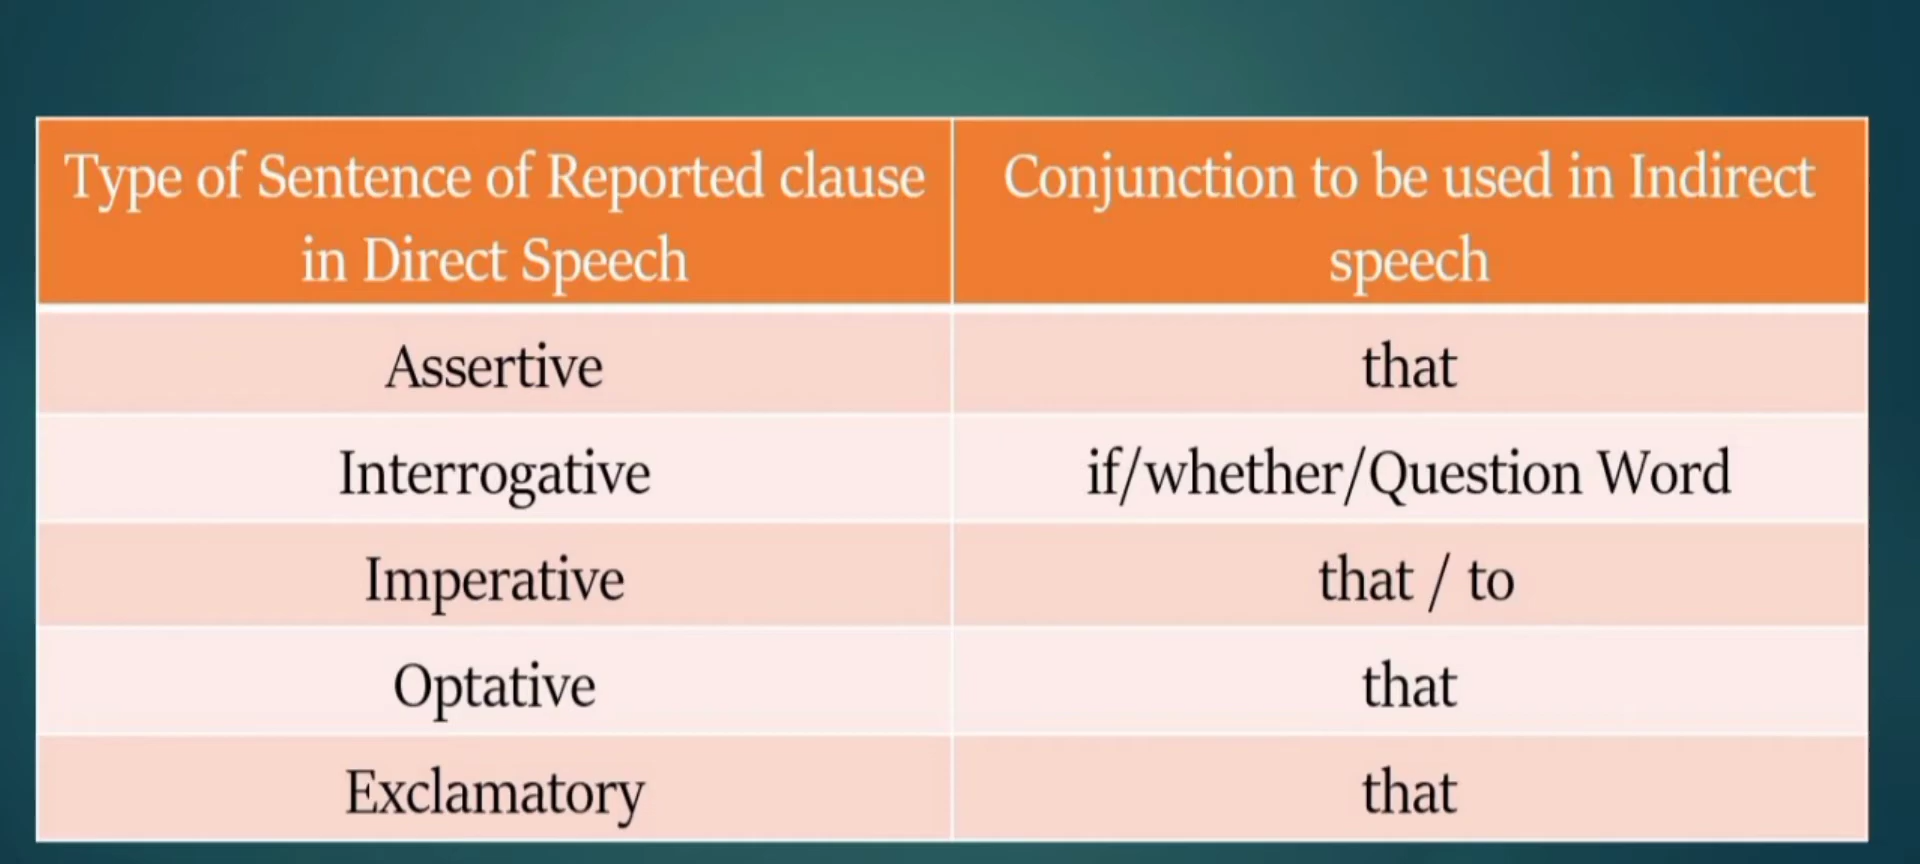 Type of Sentence of Reported clause
in Direct Speech
Conjunction to be used in Indirect
speech
Assertive
that
Interrogative
if/whether/Question Word
Imperative
that / to
Optative
that
Exclamatory
that